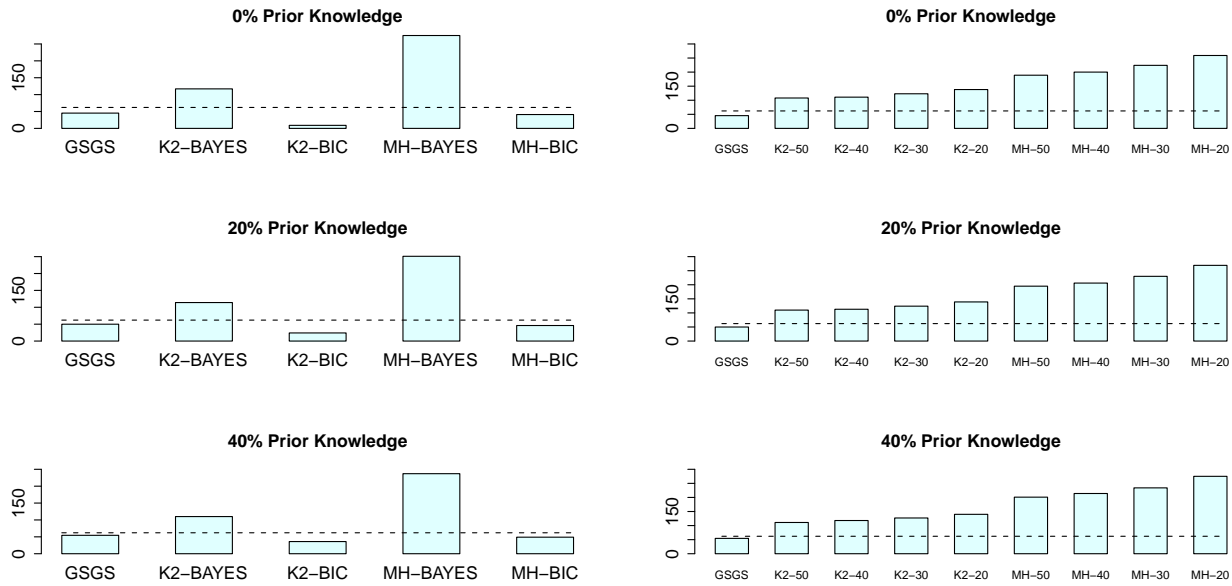 0% Prior Knowledge
150
0
GSGS K2−BAYES K2−BIC MH−BAYES MH−BIC
20% Prior Knowledge
150
0
GSGS K2−BAYES K2−BIC MH−BAYES MH−BIC
40% Prior Knowledge
150
0
GSGS K2−BAYES K2−BIC MH−BAYES MH−BIC
0% Prior Knowledge
150
0
GSGS K2−50 K2−40 K2−30 K2−20 MH−50 MH−40 MH−30 MH−20
20% Prior Knowledge
150
0
GSGS K2−50 K2−40 K2−30 K2−20 MH−50 MH−40 MH−30 MH−20
40% Prior Knowledge
150
0
GSGS K2−50 K2−40 K2−30 K2−20 MH−50 MH−40 MH−30 MH−20